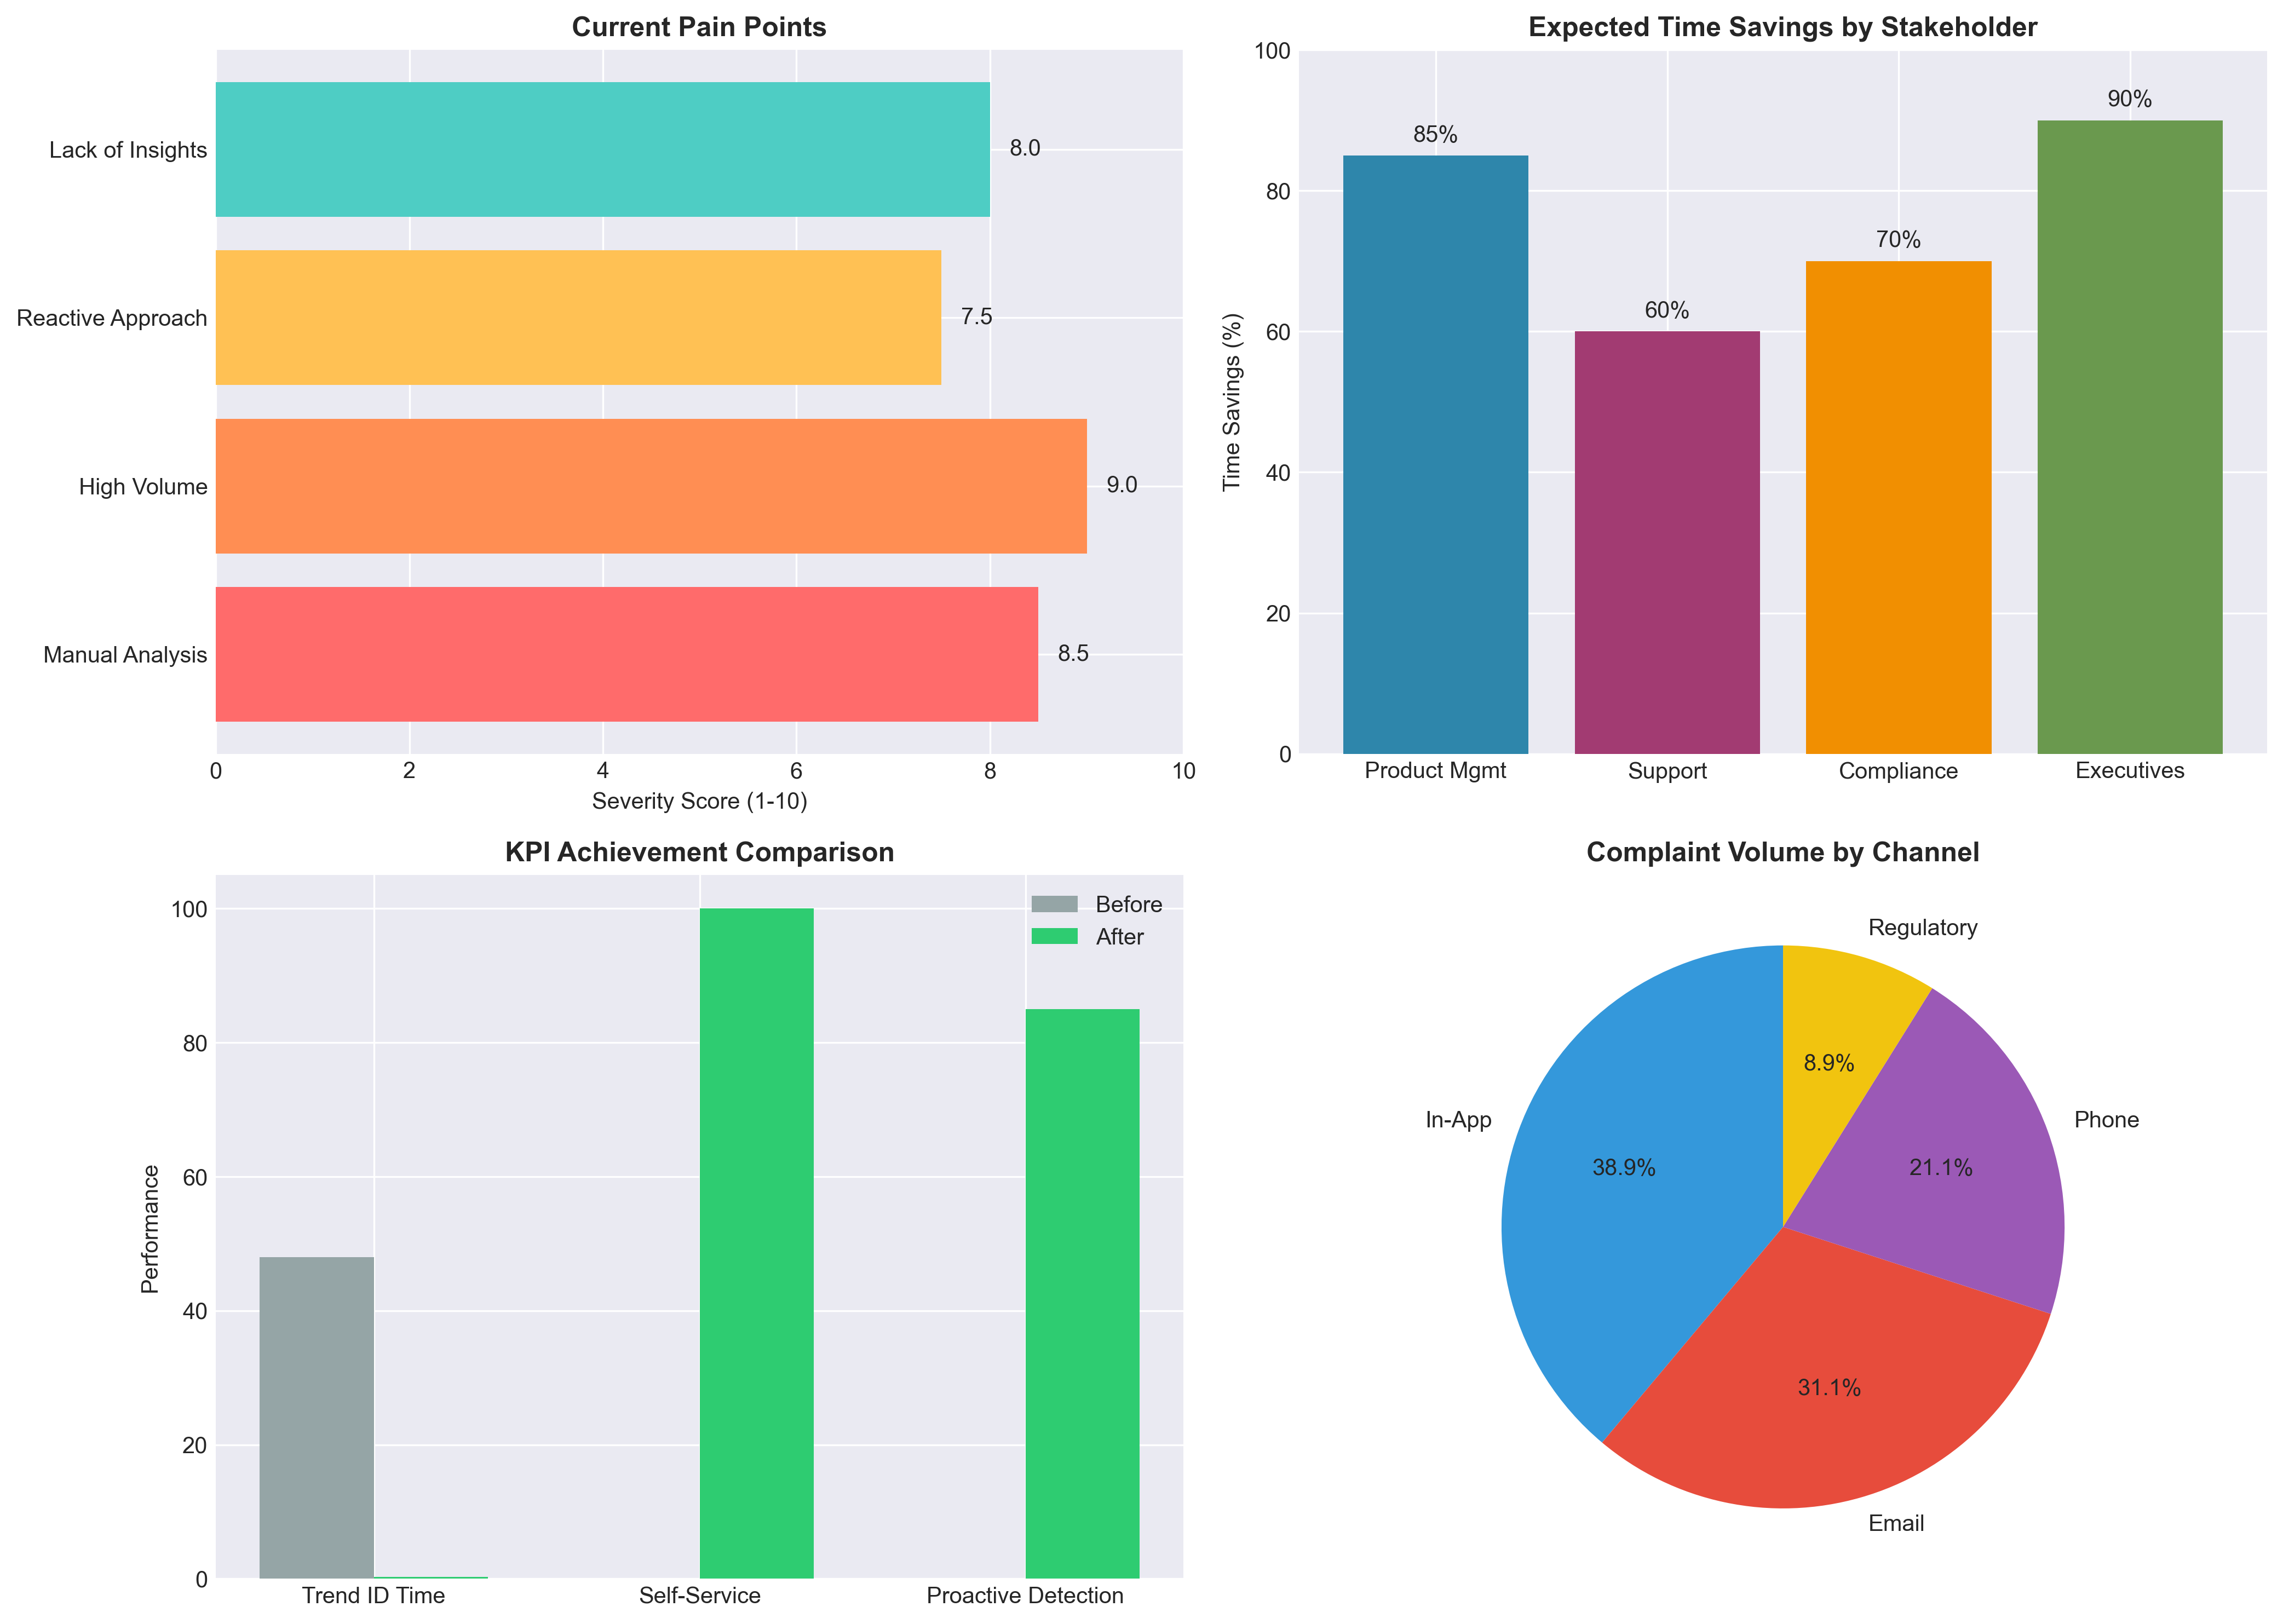 Current Pain Points
Lack of Insights
8.0
Reactive Approach
7.5
High Volume
9.0
Manual Analysis
8.5
0 2 4 6 8 10
Severity Score (1-10)
Expected Time Savings by Stakeholder
Time Savings (%)
100
80
60
40
20
0
85%
60%
70%
90%
Product Mgmt Support Compliance Executives
KPI Achievement Comparison
Performance
100
80
60
40
20
0
Before
After
Trend ID Time Self-Service Proactive Detection
Complaint Volume by Channel
Regulatory
8.9%
In-App
38.9%
Phone
21.1%
31.1%
Email